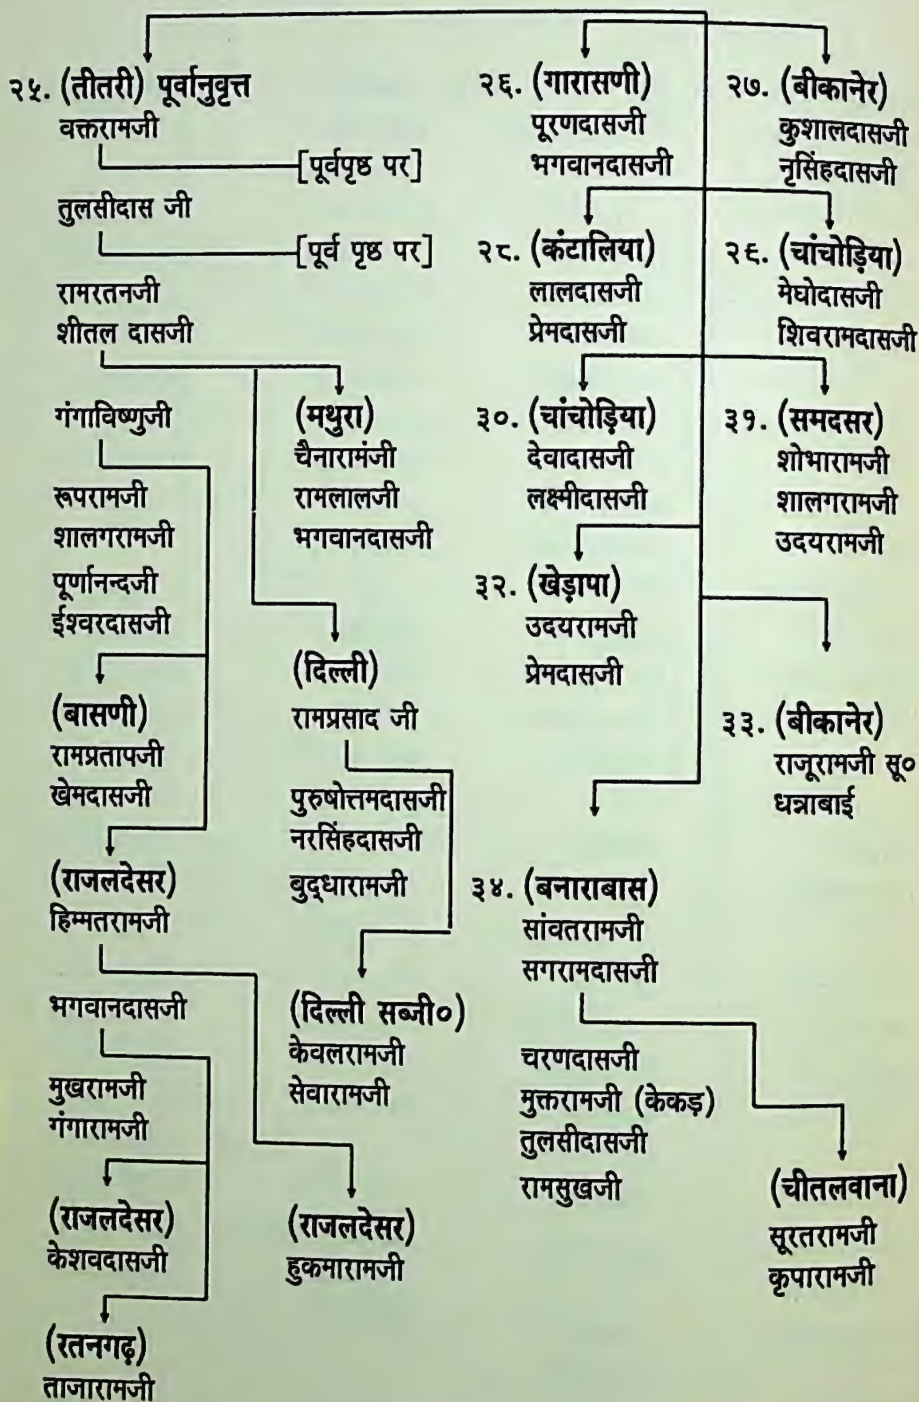 २५. (तीतरी) पूर्वानुवृत्त
वक्तरामजी
[पूर्वपृष्ठ पर]
तुलसीदास जी
[पूर्व पृष्ठ पर]
रामरतनजी
शीतल दासजी
गंगाविष्णुजी
रूपरामजी
शालगरामजी
पूर्णानन्दजी
ईश्वरदासजी
(बासणी)
रामप्रतापजी
खेमदासजी
(राजलदेसर)
हिम्मतरामजी
भगवानदासजी
मुखरामजी
गंगारामजी
(राजलदेसर)
केशवदासजी
(रतनगढ़)
ताजारामजी
(मथुरा)
चैनारामंजी
रामलालजी
भगवानदासजी
(दिल्ली)
रामप्रसाद जी
पुरुषोत्तमदासजी
नरसिंहदासजी
बुद्धारामजी
(दिल्ली सब्जी०)
केवलरामजी
सेवारामजी
(राजलदेसर)
हुकमारामजी
२६. (गारासणी)
पूरणदासजी
भगवानदासजी
२७. (बीकानेर)
कुशालदासजी
नृसिंहदासजी
२८. (कंटालिया)
लालदासजी
प्रेमदासजी
२९. (चांचोड़िया)
मेघोदासजी
शिवरामदासजी
३०. (चांचोड़िया)
देवादासजी
लक्ष्मीदासजी
३१. (समदसर)
शोभारामजी
शालगरामजी
उदयरामजी
३२. (खेड़ापा)
उदयरामजी
प्रेमदासजी
३३. (बीकानेर)
राजूरामजी सू०
धन्नाबाई
३४. (बनाराबास)
सांवतरामजी
सगरामदासजी
चरणदासजी
मुक्तरामजी (केकड़)
तुलसीदासजी
रामसुखजी
(चीतलवाना)
सूरतरामजी
कृपारामजी